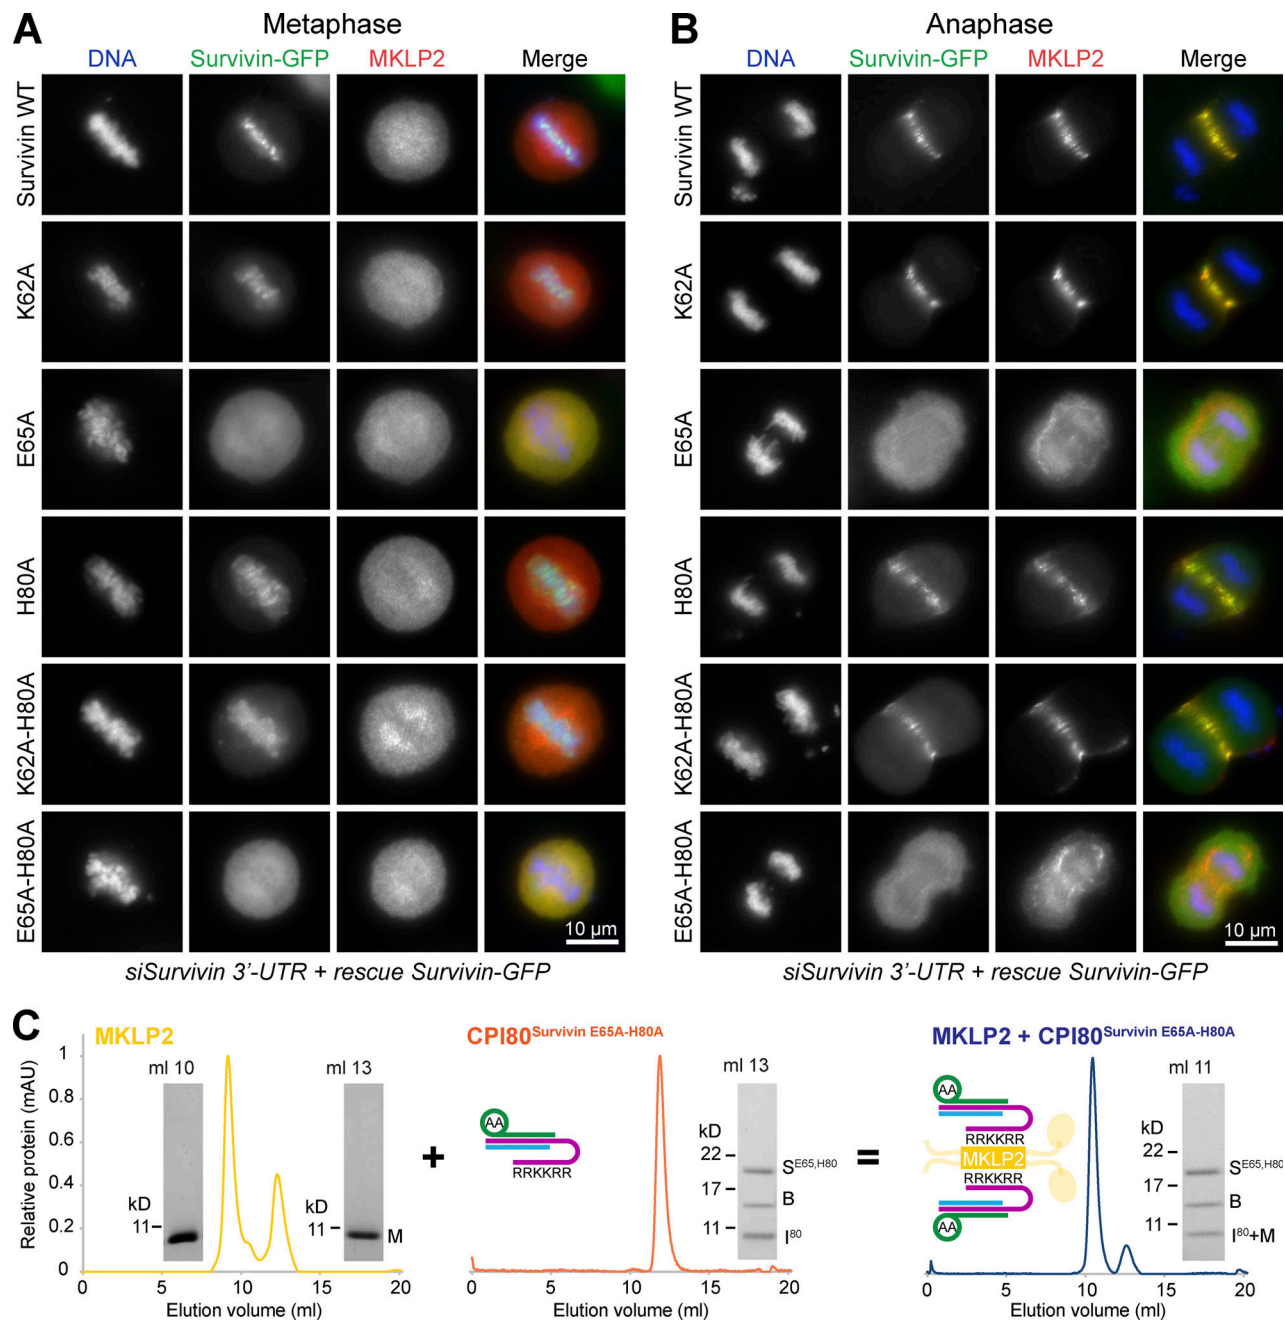 A
Metaphase
DNA Survivin-GFP MKLP2 Merge
Survivin WT
K62A
E65A
H80A
K62A-H80A
E65A-H80A
10 µm
siSurvivin 3'-UTR + rescue Survivin-GFP
B
Anaphase
DNA Survivin-GFP MKLP2 Merge
Survivin WT
K62A
E65A
H80A
K62A-H80A
E65A-H80A
10 µm
siSurvivin 3'-UTR + rescue Survivin-GFP
C
MKLP2
Relative protein (mAU)
1
0.8
0.6
0.4
0.2
0
0 5 10 15 20
Elution volume (ml)
ml 10
kD
11
ml 13
kD
11
M
+
CPI80 Survivin E65A-H80A
AA
RRKKRR
ml 13
kD
22
17
11
S E65,H80
B
I80
0 5 10 15 20
Elution volume (ml)
=
MKLP2 + CPI80 Survivin E65A-H80A
AA
RRKKRR
MKLP2
RRKKRR
AA
ml 11
kD
22
17
11
S E65,H80
B
I80+M
0 5 10 15 20
Elution volume (ml)